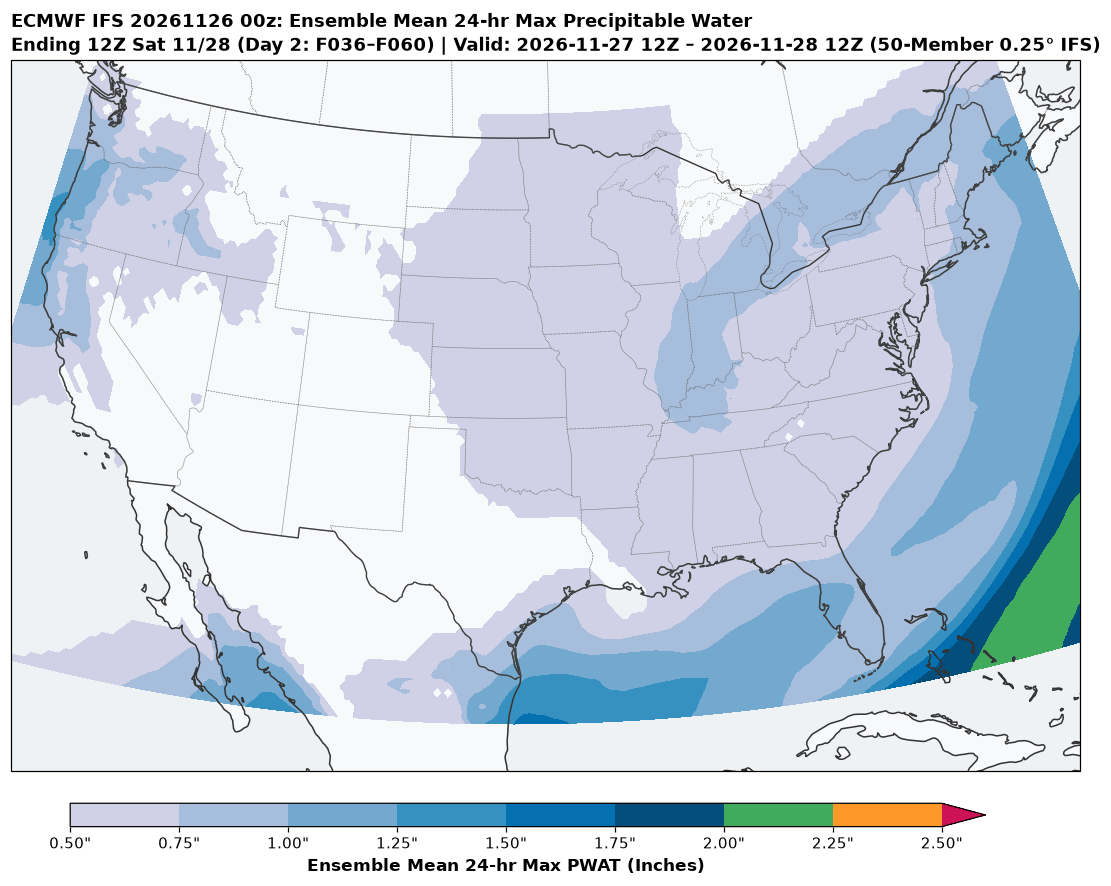 ECMWF IFS 20261126 00z: Ensemble Mean 24-hr Max Precipitable Water
Ending 12Z Sat 11/28 (Day 2: F036–F060) | Valid: 2026-11-27 12Z – 2026-11-28 12Z (50-Member 0.25° IFS)
0.50" 0.75" 1.00" 1.25" 1.50" 1.75" 2.00" 2.25" 2.50"
Ensemble Mean 24-hr Max PWAT (Inches)